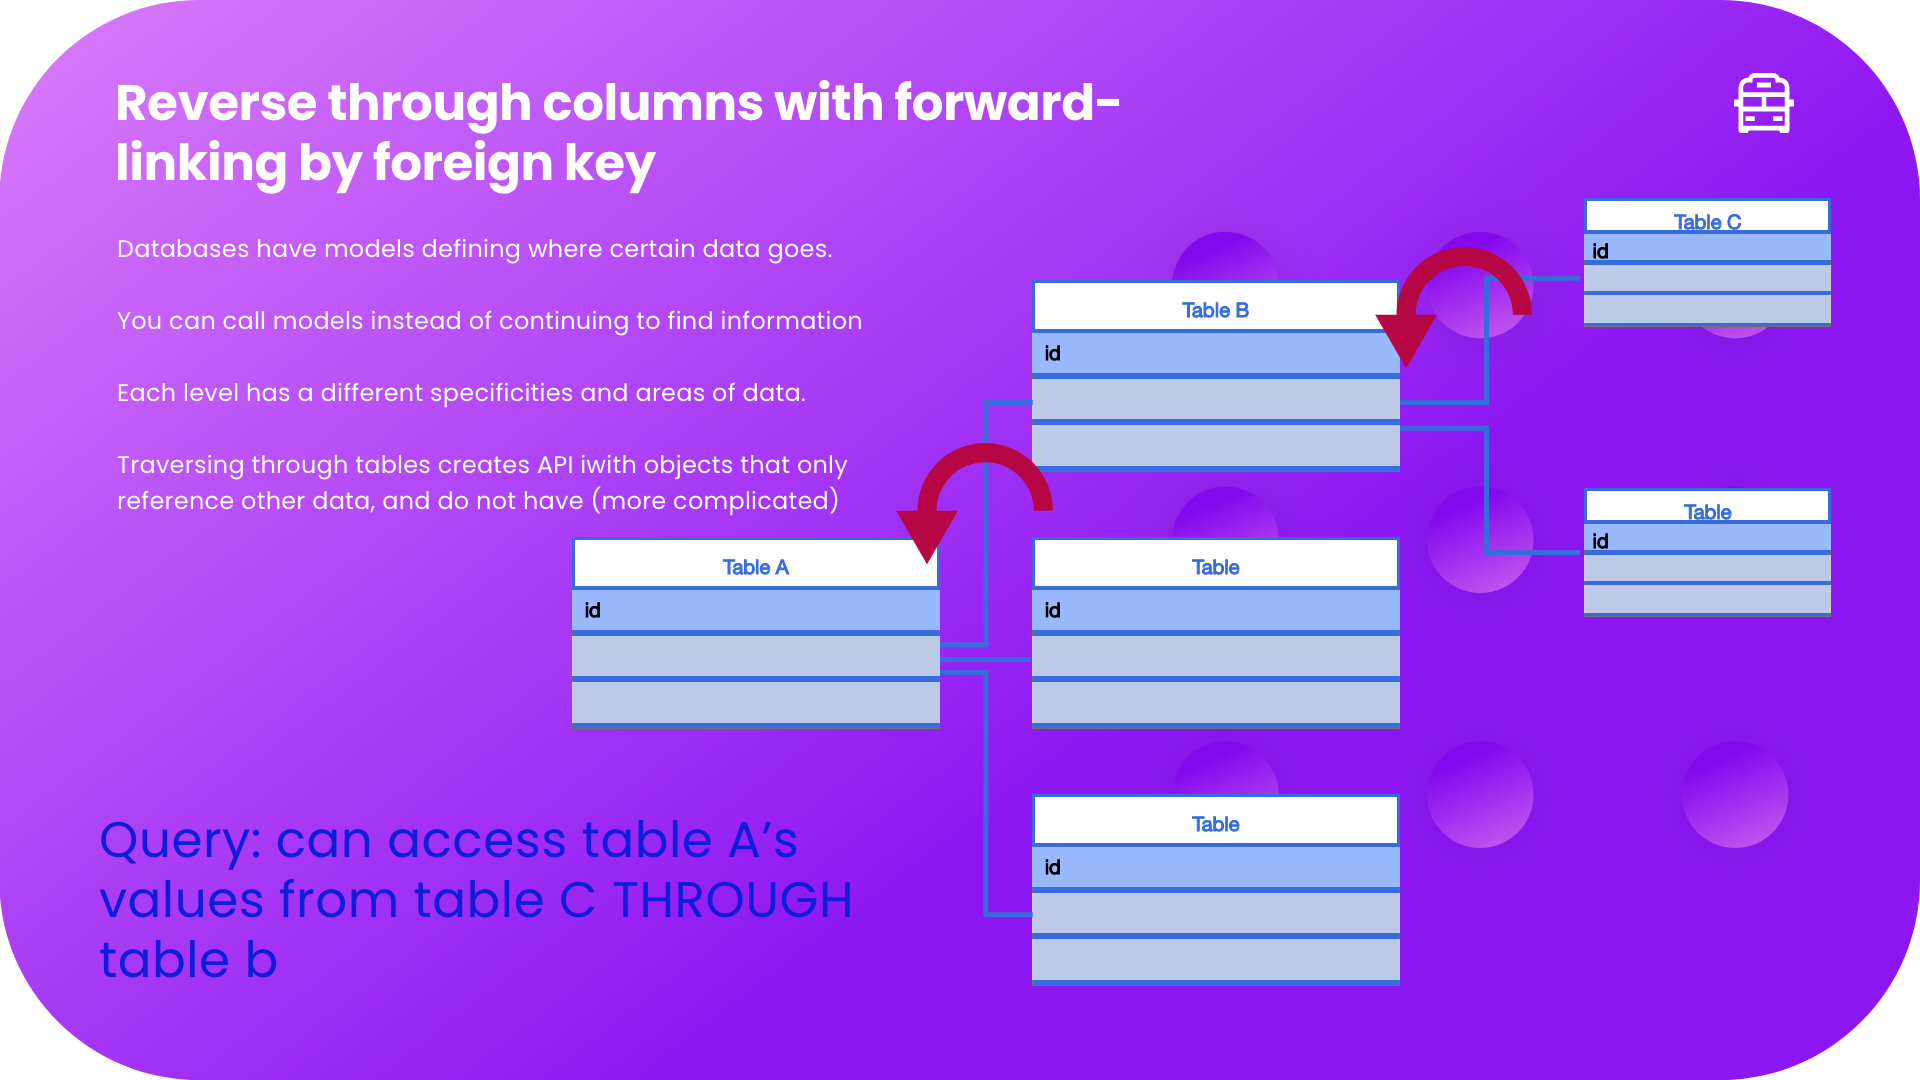 Reverse through columns with forward-
linking by foreign key
Databases have models defining where certain data goes.
You can call models instead of continuing to find information
Each level has a different specificities and areas of data.
Traversing through tables creates API iwith objects that only
reference other data, and do not have (more complicated)
Table C
id
Table B
id
Table
id
Table A
id
Table
id
Table
id
Query: can access table A’s
values from table C THROUGH
table b